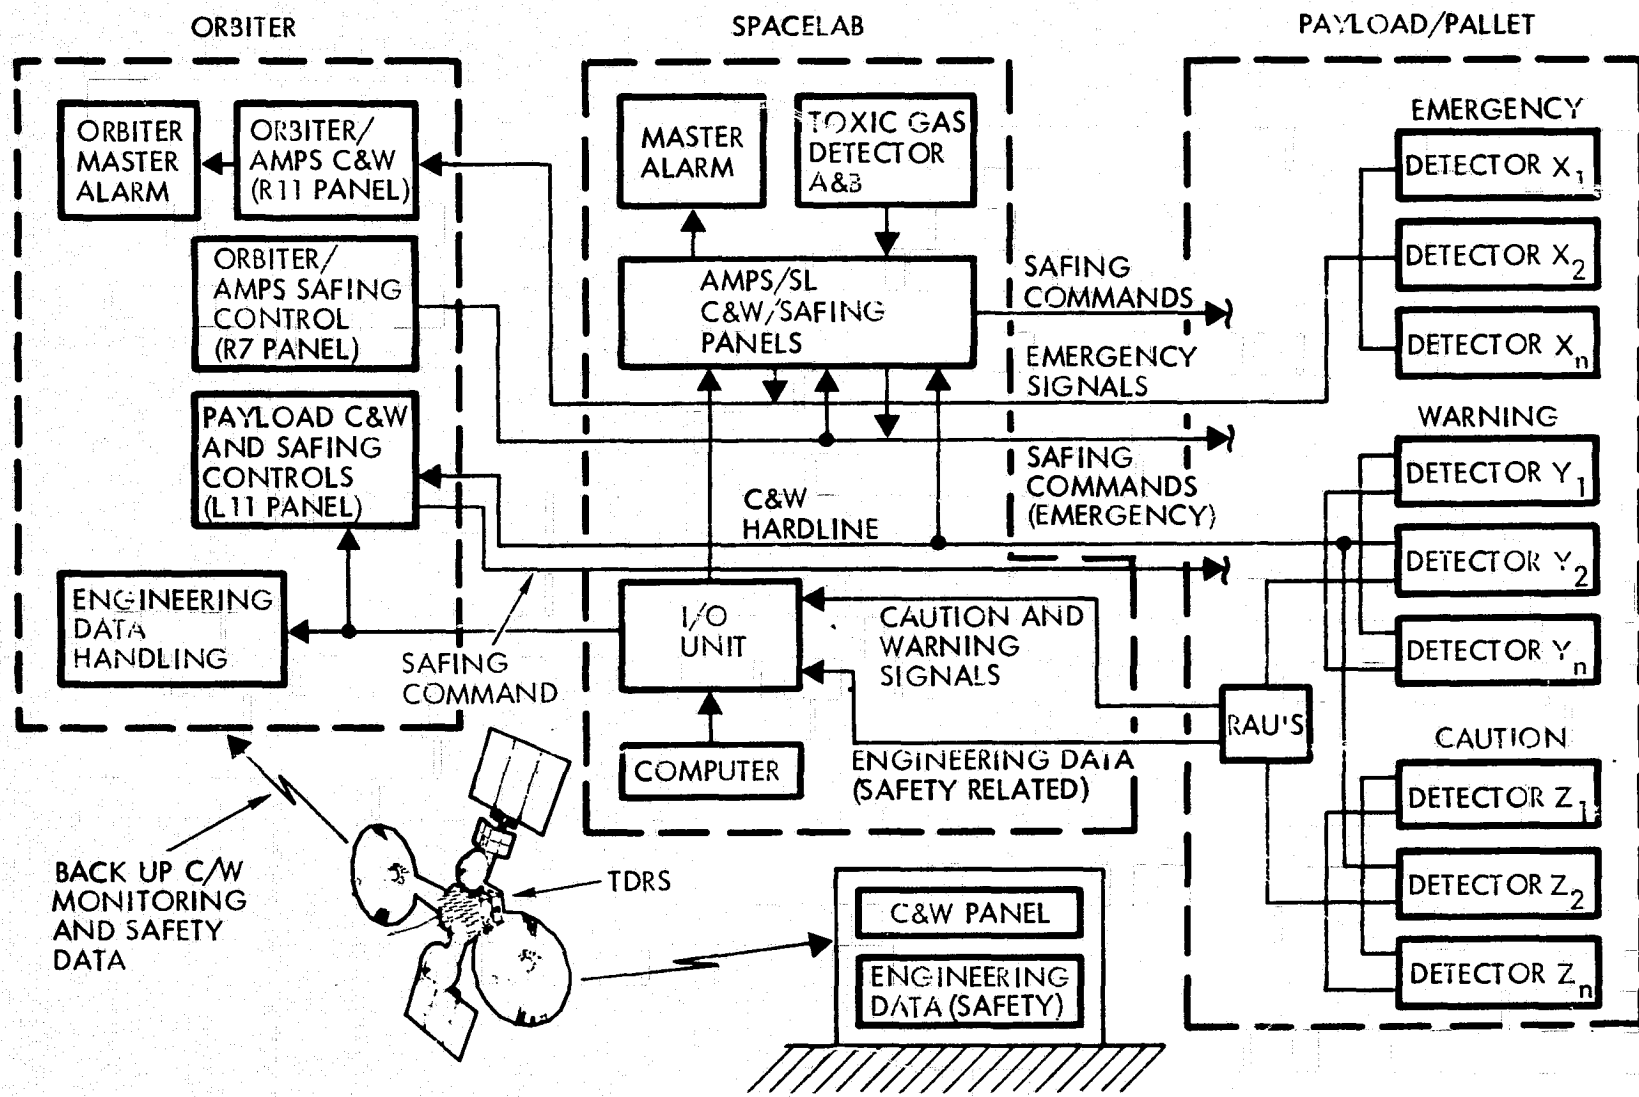 ORBITER
SPACELAB
PAYLOAD/PALLET
ORBITER
MASTER
ALARM
ORBITER/
AMPS C&W
(R11 PANEL)
ORBITER/
AMPS SAFING
CONTROL
(R7 PANEL)
PAYLOAD C&W
AND SAFING
CONTROLS
(L11 PANEL)
ENGINEERING
DATA
HANDLING
SAFING
COMMAND
MASTER
ALARM
TOXIC GAS
DETECTOR
A&B
AMPS/SL
C&W/SAFING
PANELS
C&W
HARDLINE
I/O
UNIT
COMPUTER
CAUTION AND
WARNING
SIGNALS
ENGINEERING DATA
(SAFETY RELATED)
SAFING
COMMANDS
EMERGENCY
SIGNALS
SAFING
COMMANDS
(EMERGENCY)
EMERGENCY
DETECTOR X1
DETECTOR X2
DETECTOR Xn
WARNING
DETECTOR Y1
DETECTOR Y2
DETECTOR Yn
RAU'S
CAUTION
DETECTOR Z1
DETECTOR Z2
DETECTOR Zn
BACK UP C/W
MONITORING
AND SAFETY
DATA
TDRS
C&W PANEL
ENGINEERING
DATA (SAFETY)